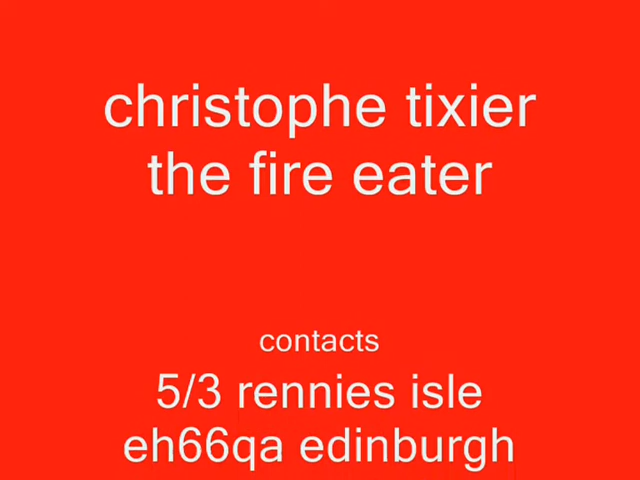 christophe tixier
the fire eater
contacts
5/3 rennies isle
eh66qa edinburgh